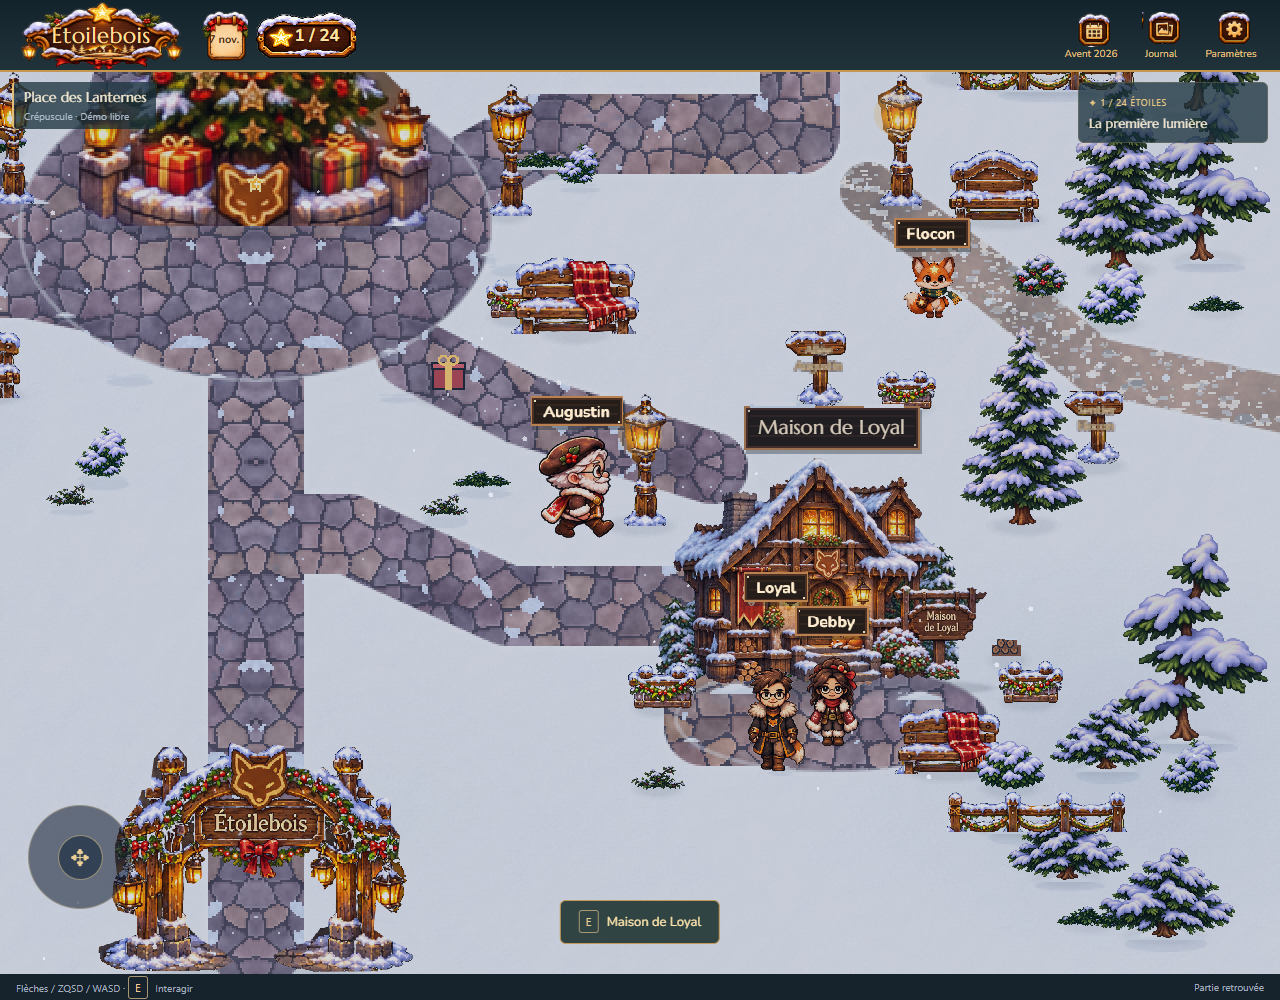 Étoilebois
7 nov.
1 / 24
Avent 2026
Journal
Paramètres
Place des Lanternes
Crépuscule · Démo libre
✦ 1 / 24 ÉTOILES
La première lumière
Flocon
Augustin
Maison de Loyal
Loyal
Debby
Maison
de Loyal
Étoilebois
E Maison de Loyal
Flèches / ZQSD / WASD · E Interagir
Partie retrouvée